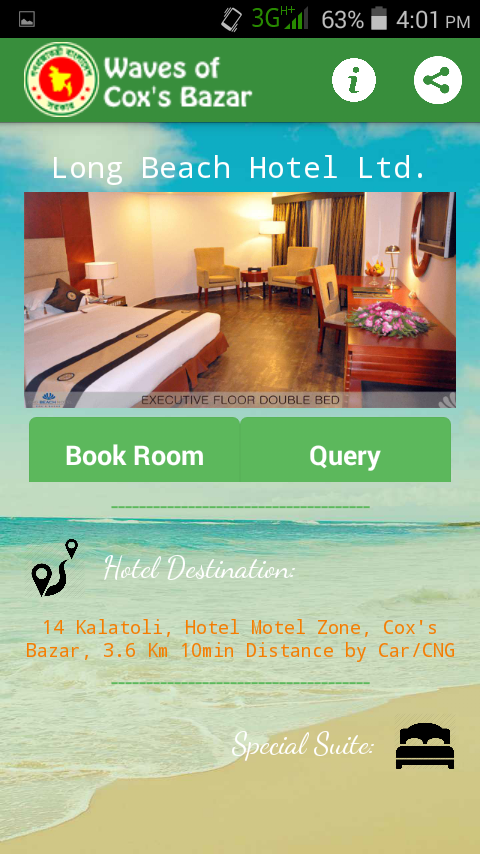 3G H+ 63% 4:01 PM
Waves of
Cox's Bazar
Long Beach Hotel Ltd.
EXECUTIVE FLOOR DOUBLE BED
Book Room Query
Hotel Destination:
14 Kalatoli, Hotel Motel Zone, Cox's
Bazar, 3.6 Km 10min Distance by Car/CNG
Special Suite: